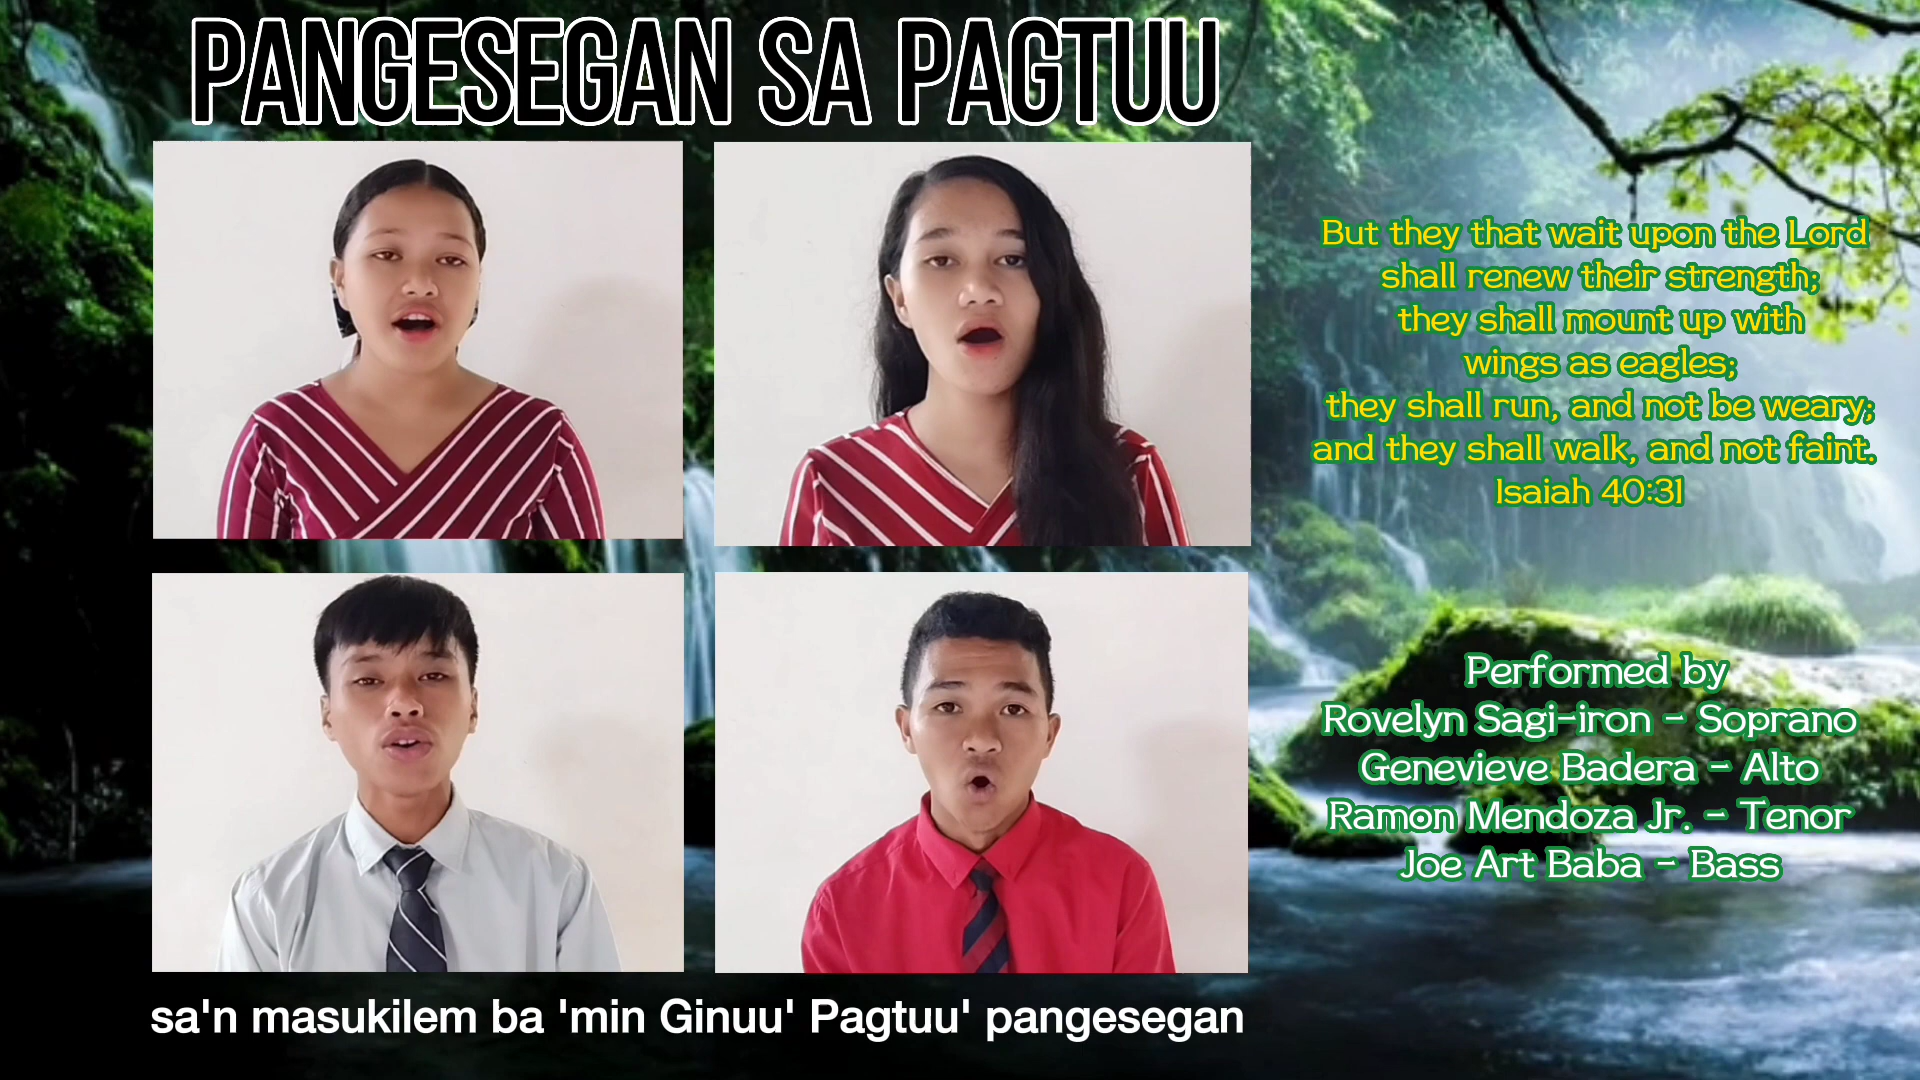 PANGESEGAN SA PAGTUU
But they that wait upon the Lord
shall renew their strength;
they shall mount up with
wings as eagles;
they shall run, and not be weary;
and they shall walk, and not faint.
Isaiah 40:31
Performed by
Rovelyn Sagi-iron - Soprano
Genevieve Badera - Alto
Ramon Mendoza Jr. - Tenor
Joe Art Baba - Bass
sa'n masukilem ba 'min Ginuu' Pagtuu' pangesegan